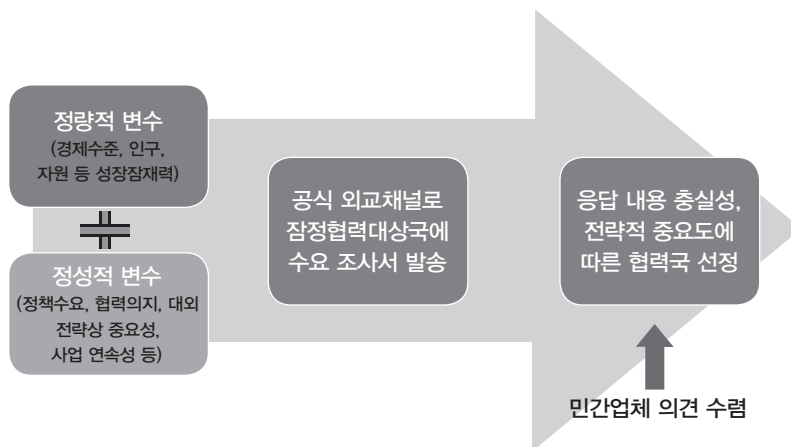 정량적 변수
(경제수준, 인구,
자원 등 성장잠재력)
정성적 변수
(정책수요, 협력의지, 대외
전략상 중요성,
사업 연속성 등)
공식 외교채널로
잠정협력대상국에
수요 조사서 발송
응답 내용 충실성,
전략적 중요도에
따른 협력국 선정
민간업체 의견 수렴